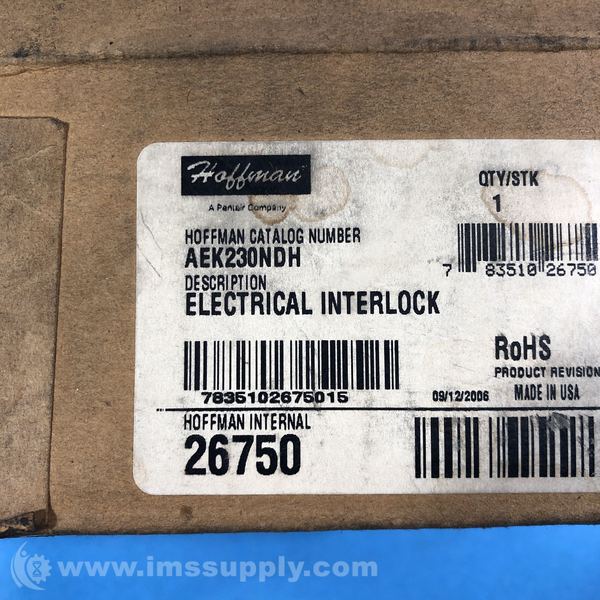 Hoffman
A Pentair Company
QTY/STK
1
HOFFMAN CATALOG NUMBER
AEK230NDH
7 83510 26750
DESCRIPTION
ELECTRICAL INTERLOCK
RoHS
PRODUCT REVISION
7835102675015
09/12/2006 MADE IN USA
HOFFMAN INTERNAL
26750
www.imssupply.com